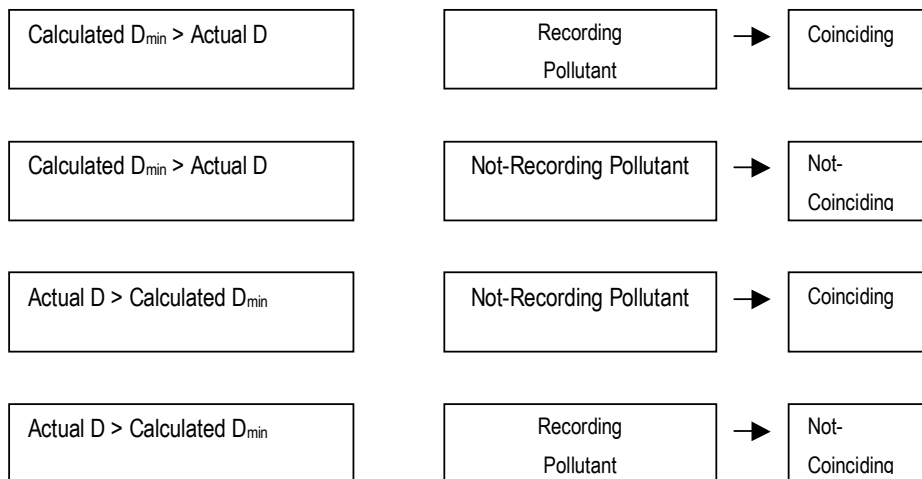 Calculated Dmin > Actual D
Recording
Pollutant
Coinciding
Calculated Dmin > Actual D
Not-Recording Pollutant
Not-
Coinciding
Actual D > Calculated Dmin
Not-Recording Pollutant
Coinciding
Actual D > Calculated Dmin
Recording
Pollutant
Not-
Coinciding